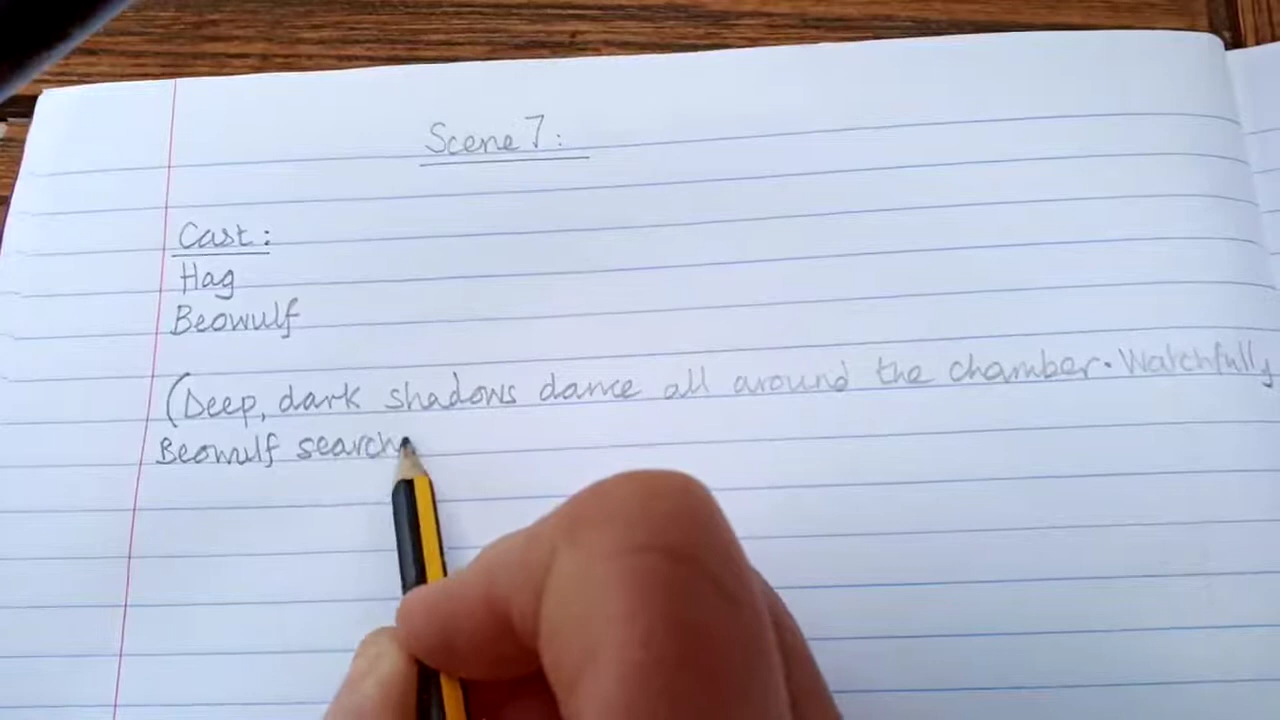 Scene 7:
Cast:
Hag
Beowulf
(Deep, dark shadows dance all around the chamber. Watchfully
Beowulf search